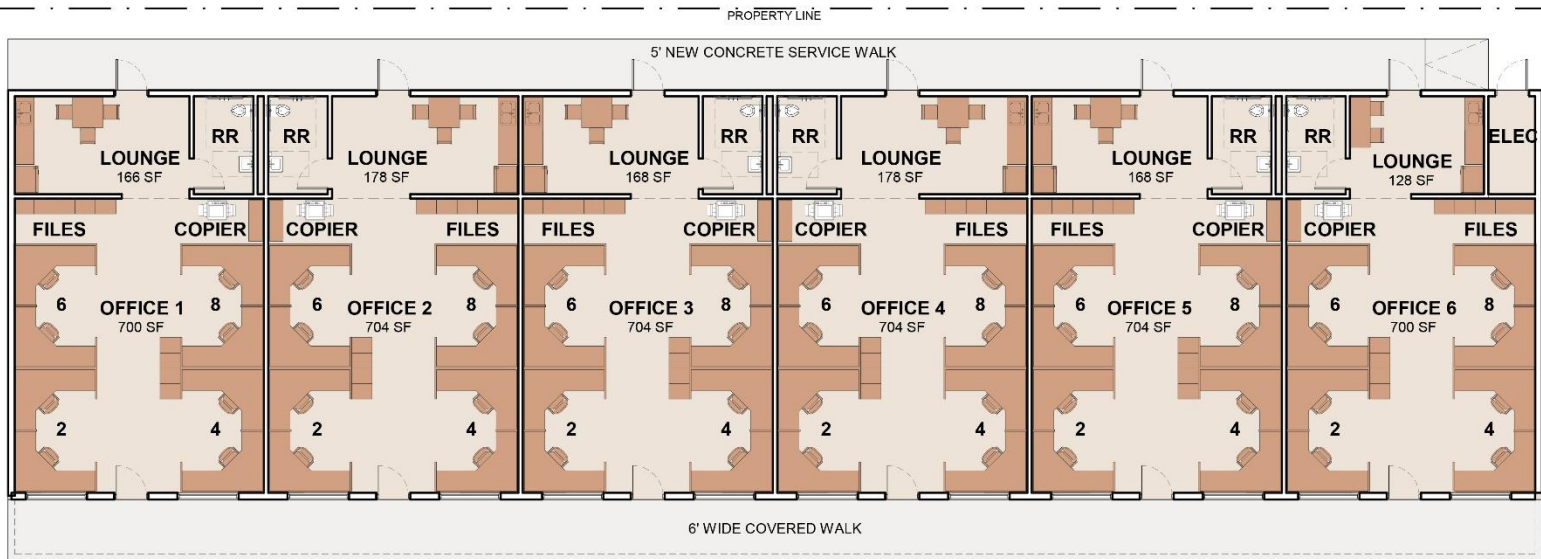 PROPERTY LINE
5' NEW CONCRETE SERVICE WALK
RR RR RR RR RR RR ELEC
LOUNGE LOUNGE LOUNGE LOUNGE LOUNGE LOUNGE
166 SF 178 SF 168 SF 178 SF 168 SF 128 SF
FILES COPIER COPIER FILES FILES COPIER COPIER FILES FILES COPIER COPIER FILES
6 OFFICE 1 8 6 OFFICE 2 8 6 OFFICE 3 8 6 OFFICE 4 8 6 OFFICE 5 8 6 OFFICE 6 8
700 SF 704 SF 704 SF 704 SF 704 SF 700 SF
2 4 2 4 2 4 2 4 2 4 2 4
6' WIDE COVERED WALK